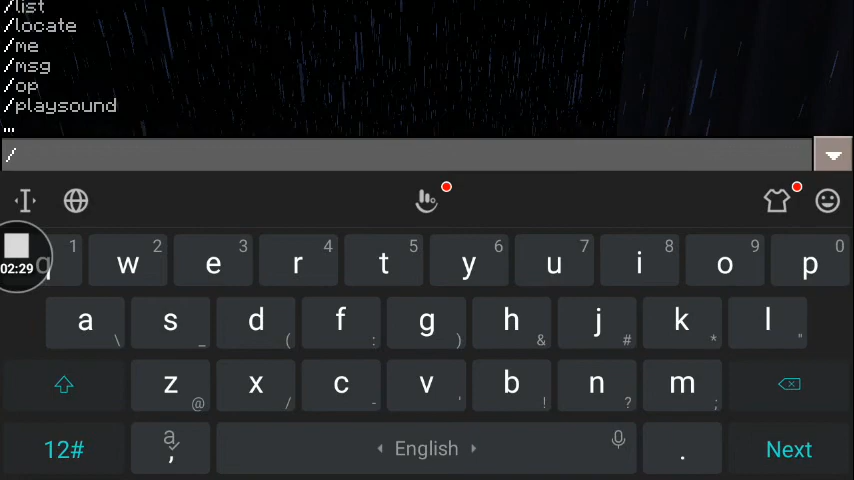 /list
/locate
/me
/msg
/op
/playsound
...
/
02:29
q 1 w 2 e 3 r 4 t 5 y 6 u 7 i 8 o 9 p 0
a \ s _ d ( f : g ) h & j # k * l "
z @ x / c - v ' b ! n ? m ;
12# a , English . Next